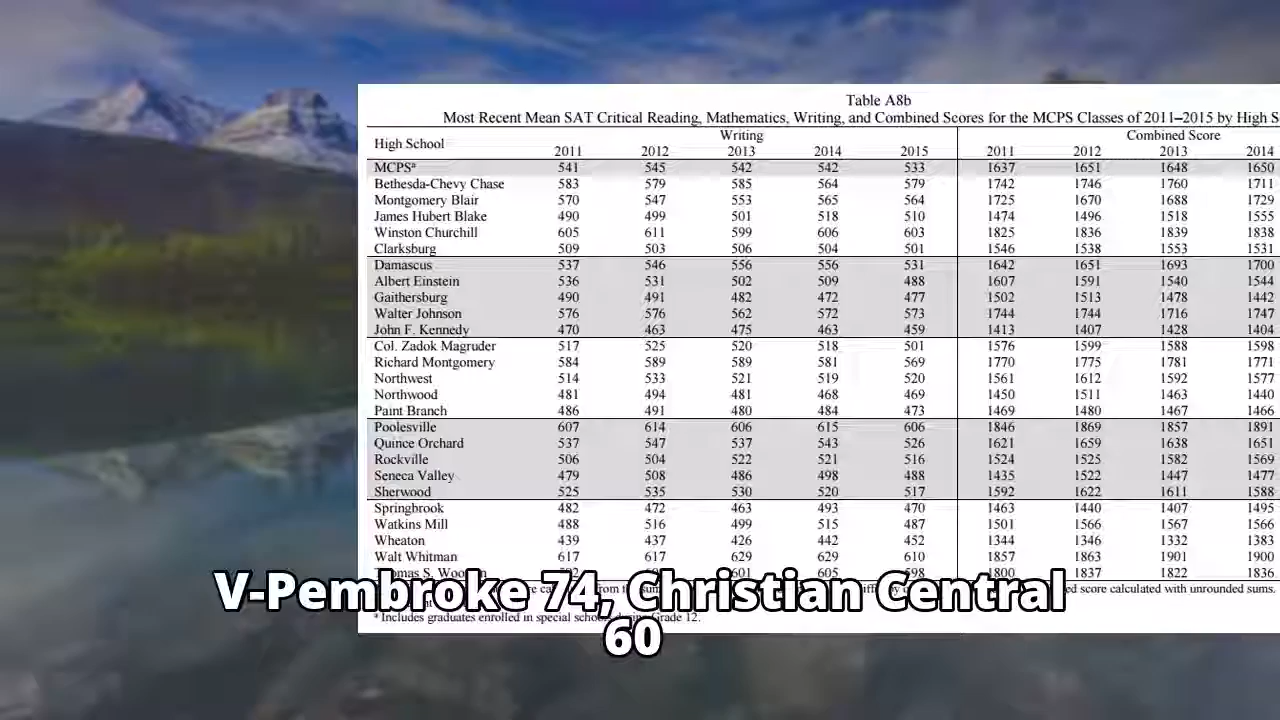 Table A8b
Most Recent Mean SAT Critical Reading, Mathematics, Writing, and Combined Scores for the MCPS Classes of 2011–2015 by High S
Writing Combined Score
High School 2011 2012 2013 2014 2015 2011 2012 2013 2014
MCPSᵃ 541 545 542 542 533 1637 1651 1648 1650
Bethesda-Chevy Chase 583 579 585 564 579 1742 1746 1760 1711
Montgomery Blair 570 547 553 565 564 1725 1670 1688 1729
James Hubert Blake 490 499 501 518 510 1474 1496 1518 1555
Winston Churchill 605 611 599 606 603 1825 1836 1839 1838
Clarksburg 509 503 506 504 501 1546 1538 1553 1531
Damascus 537 546 556 556 531 1642 1651 1693 1700
Albert Einstein 536 531 502 509 488 1607 1591 1540 1544
Gaithersburg 490 491 482 472 477 1502 1513 1478 1442
Walter Johnson 576 576 562 572 573 1744 1744 1716 1747
John F. Kennedy 470 463 475 463 459 1413 1407 1428 1404
Col. Zadok Magruder 517 525 520 518 501 1576 1599 1588 1598
Richard Montgomery 584 589 589 581 569 1770 1775 1781 1771
Northwest 514 533 521 519 520 1561 1612 1592 1577
Northwood 481 494 481 468 469 1450 1511 1463 1440
Paint Branch 486 491 480 484 473 1469 1480 1467 1466
Poolesville 607 614 606 615 606 1846 1869 1857 1891
Quince Orchard 537 547 537 543 526 1621 1659 1638 1651
Rockville 506 504 522 521 516 1524 1525 1582 1569
Seneca Valley 479 508 486 498 488 1435 1522 1447 1477
Sherwood 525 535 530 520 517 1592 1622 1611 1588
Springbrook 482 472 463 493 470 1463 1440 1407 1495
Watkins Mill 488 516 499 515 487 1501 1566 1567 1566
Wheaton 439 437 426 442 452 1344 1346 1332 1383
Walt Whitman 617 617 629 629 610 1857 1863 1901 1900
S. 601 605 598 1800 1837 1822 1836
score calculated with unrounded sums.
ᵃ Includes graduates enrolled in special schools during Grade 12.
V-Pembroke 74, Christian Central
60